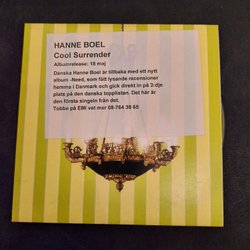 HANNE BOEL
Cool Surrender
Albumrelease: 18 maj
Danska Hanne Boel är tillbaka med ett nytt
album -Need, som fått lysande recensioner
hemma i Danmark och gick direkt in på 3:dje
plats på den danska topplistan. Det här är
den första singeln från det.
Tobbe på EMI vet mer 08-764 38 65